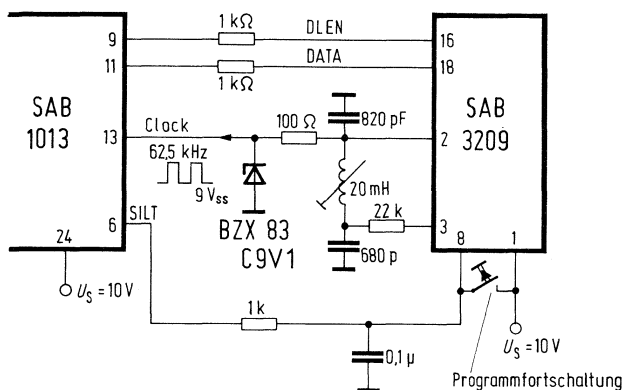 1 kΩ
DLEN
9
16
DATA
11
18
1 kΩ
SAB
1013
SAB
3209
100 Ω
820 pF
Clock
13
2
62,5 kHz
20 mH
9 Vss
22 k
SILT
6
3
BZX 83
C9V1
680 p
24
8
1
US = 10 V
1 k
0,1 µ
US = 10 V
Programmfortschaltung